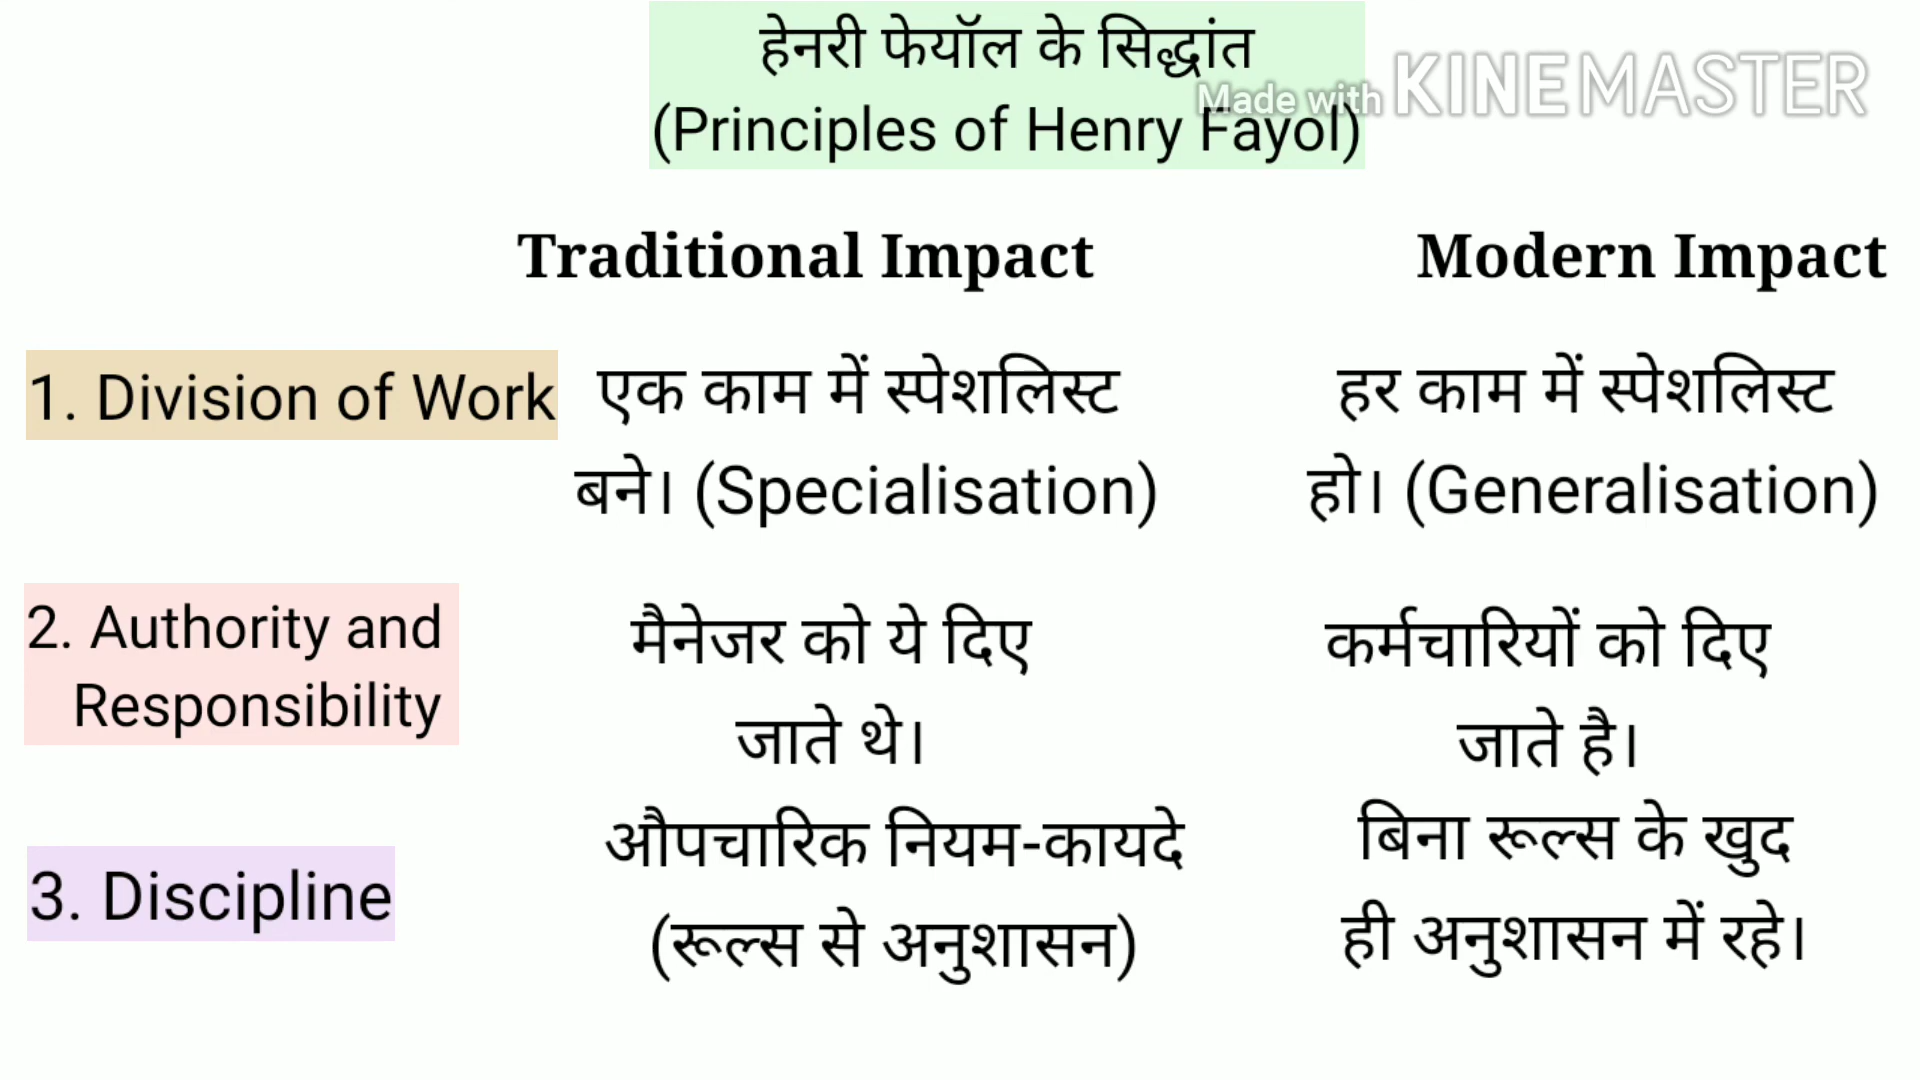 हेनरी फेयॉल के सिद्धांत
Made with KINEMASTER
(Principles of Henry Fayol)
Traditional Impact Modern Impact
1. Division of Work एक काम में स्पेशलिस्ट हर काम में स्पेशलिस्ट
बने। (Specialisation) हो। (Generalisation)
2. Authority and मैनेजर को ये दिए कर्मचारियों को दिए
Responsibility जाते थे। जाते है।
3. Discipline औपचारिक नियम-कायदे बिना रूल्स के खुद
(रूल्स से अनुशासन) ही अनुशासन में रहे।